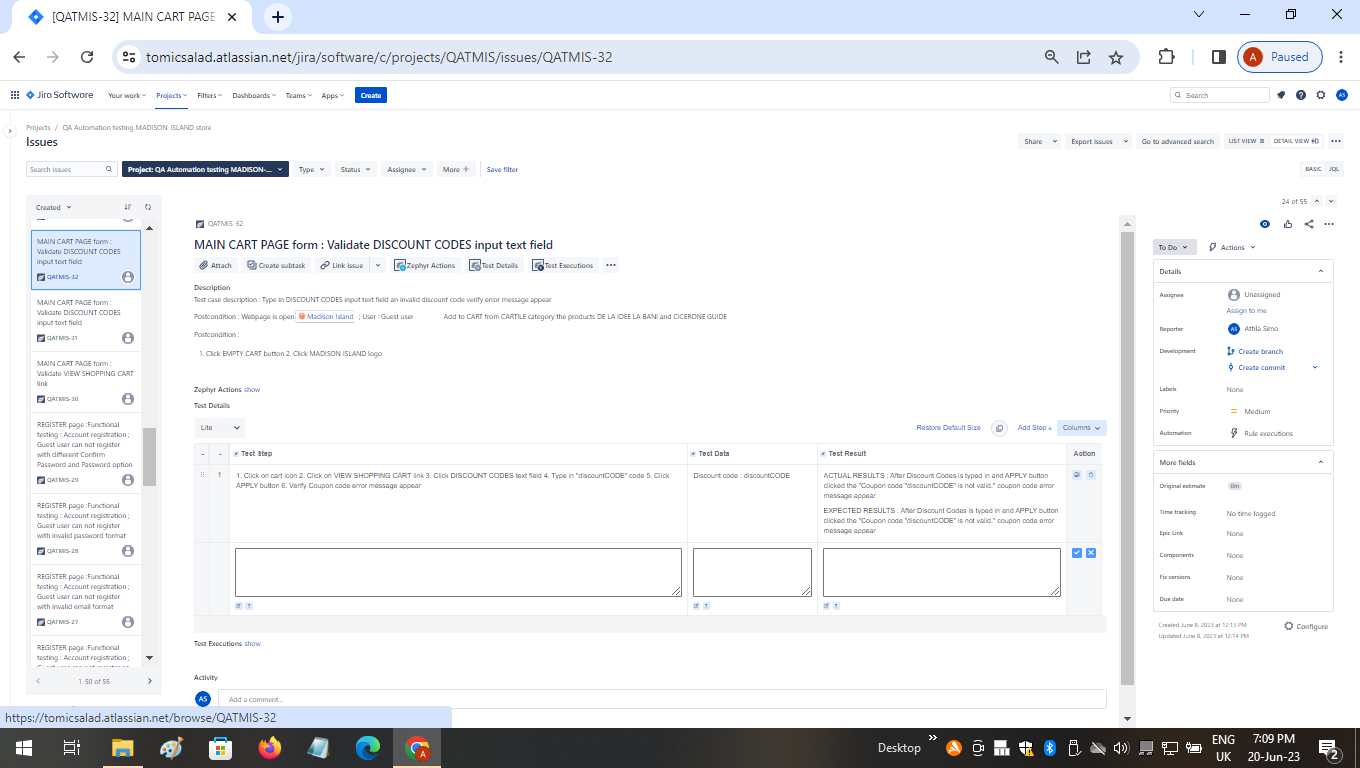 [QATMIS-32] MAIN CART PAGE
tomicsalad.atlassian.net/jira/software/c/projects/QATMIS/issues/QATMIS-32
A Paused
Jira Software Your work Projects Filters Dashboards Teams Apps Create Search AS
Projects / QA Automation testing MADISON ISLAND store
Issues
Share Export issues Go to advanced search LIST VIEW DETAIL VIEW
Search issues Project: QA Automation testing MADISON-... Type Status Assignee More + Save filter BASIC JQL
Created
24 of 55
MAIN CART PAGE form :
Validate DISCOUNT CODES
input text field
QATMIS-32
MAIN CART PAGE form :
Validate DISCOUNT CODES
input text field
QATMIS-31
MAIN CART PAGE form :
Validate VIEW SHOPPING CART
link
QATMIS-30
REGISTER page :Functional
testing : Account registration ;
Guest user can not register
with different Confirm
Password and Password option
QATMIS-29
REGISTER page :Functional
testing : Account registration ;
Guest user can not register
with invalid password format
QATMIS-28
REGISTER page :Functional
testing : Account registration ;
Guest user can not register
with invalid email format
QATMIS-27
REGISTER page :Functional
testing : Account registration ;
1-50 of 55
QATMIS-32
MAIN CART PAGE form : Validate DISCOUNT CODES input text field
Attach Create subtask Link issue Zephyr Actions Test Details Test Executions
Description
Test case description : Type in DISCOUNT CODES input text field an invalid discount code verify error message appear
Postcondition : Webpage is open Madison Island ; User : Guest user Add to CART from CARTILE category the products DE LA IDEE LA BANI and CICERONE GUIDE
Postcondition :
1. Click EMPTY CART button 2. Click MADISON ISLAND logo
Zephyr Actions show
Test Details
Lite Restore Default Size Add Step Columns
- - Test Step Test Data Test Result Action
1 1. Click on cart icon 2. Click on VIEW SHOPPING CART link 3. Click DISCOUNT CODES text field 4. Type in "discountCODE" code 5. Click
APPLY button 6. Verify Coupon code error message appear
Discount code : discountCODE
ACTUAL RESULTS : After Discount Codes is typed in and APPLY button
clicked the "Coupon code "discountCODE" is not valid." coupon code error
message appear
EXPECTED RESULTS : After Discount Codes is typed in and APPLY button
clicked the "Coupon code "discountCODE" is not valid." coupon code error
message appear
Test Executions show
Activity
AS Add a comment...
To Do Actions
Details
Assignee Unassigned
Assign to me
Reporter AS Attila Simo
Development Create branch
Create commit
Labels None
Priority Medium
Automation Rule executions
More fields
Original estimate 0m
Time tracking No time logged
Epic Link None
Components None
Fix versions None
Due date None
Created June 8, 2023 at 12:13 PM
Updated June 8, 2023 at 12:14 PM
Configure
https://tomicsalad.atlassian.net/browse/QATMIS-32
Desktop
ENG
UK
7:09 PM
20-Jun-23
2